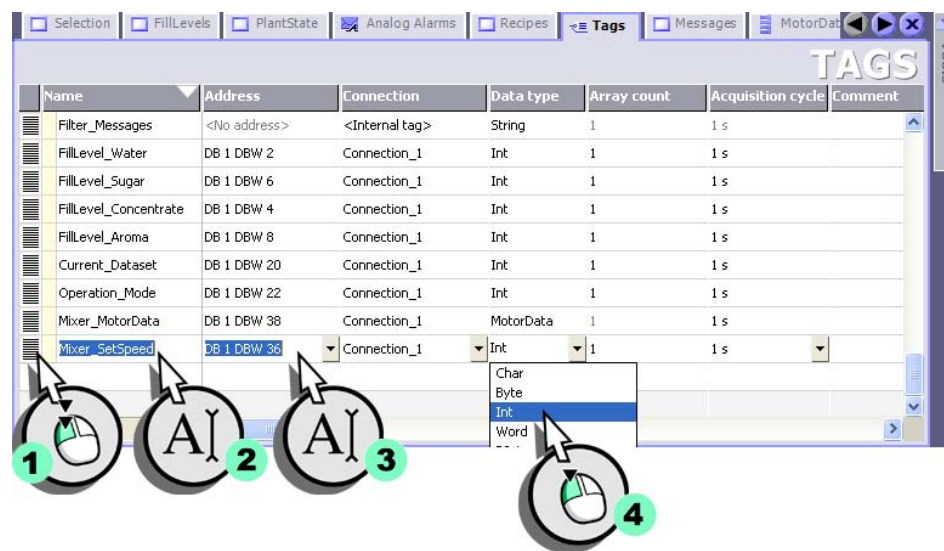 Selection FillLevels PlantState Analog Alarms Recipes Tags Messages MotorDat
TAGS
Name Address Connection Data type Array count Acquisition cycle Comment
Filter_Messages <No address> <Internal tag> String 1 1 s
FillLevel_Water DB 1 DBW 2 Connection_1 Int 1 1 s
FillLevel_Sugar DB 1 DBW 6 Connection_1 Int 1 1 s
FillLevel_Concentrate DB 1 DBW 4 Connection_1 Int 1 1 s
FillLevel_Aroma DB 1 DBW 8 Connection_1 Int 1 1 s
Current_Dataset DB 1 DBW 20 Connection_1 Int 1 1 s
Operation_Mode DB 1 DBW 22 Connection_1 Int 1 1 s
Mixer_MotorData DB 1 DBW 38 Connection_1 MotorData 1 1 s
Mixer_SetSpeed DB 1 DBW 36 Connection_1 Int 1 1 s
Char
Byte
Int
Word
1 A 2 A 3
4